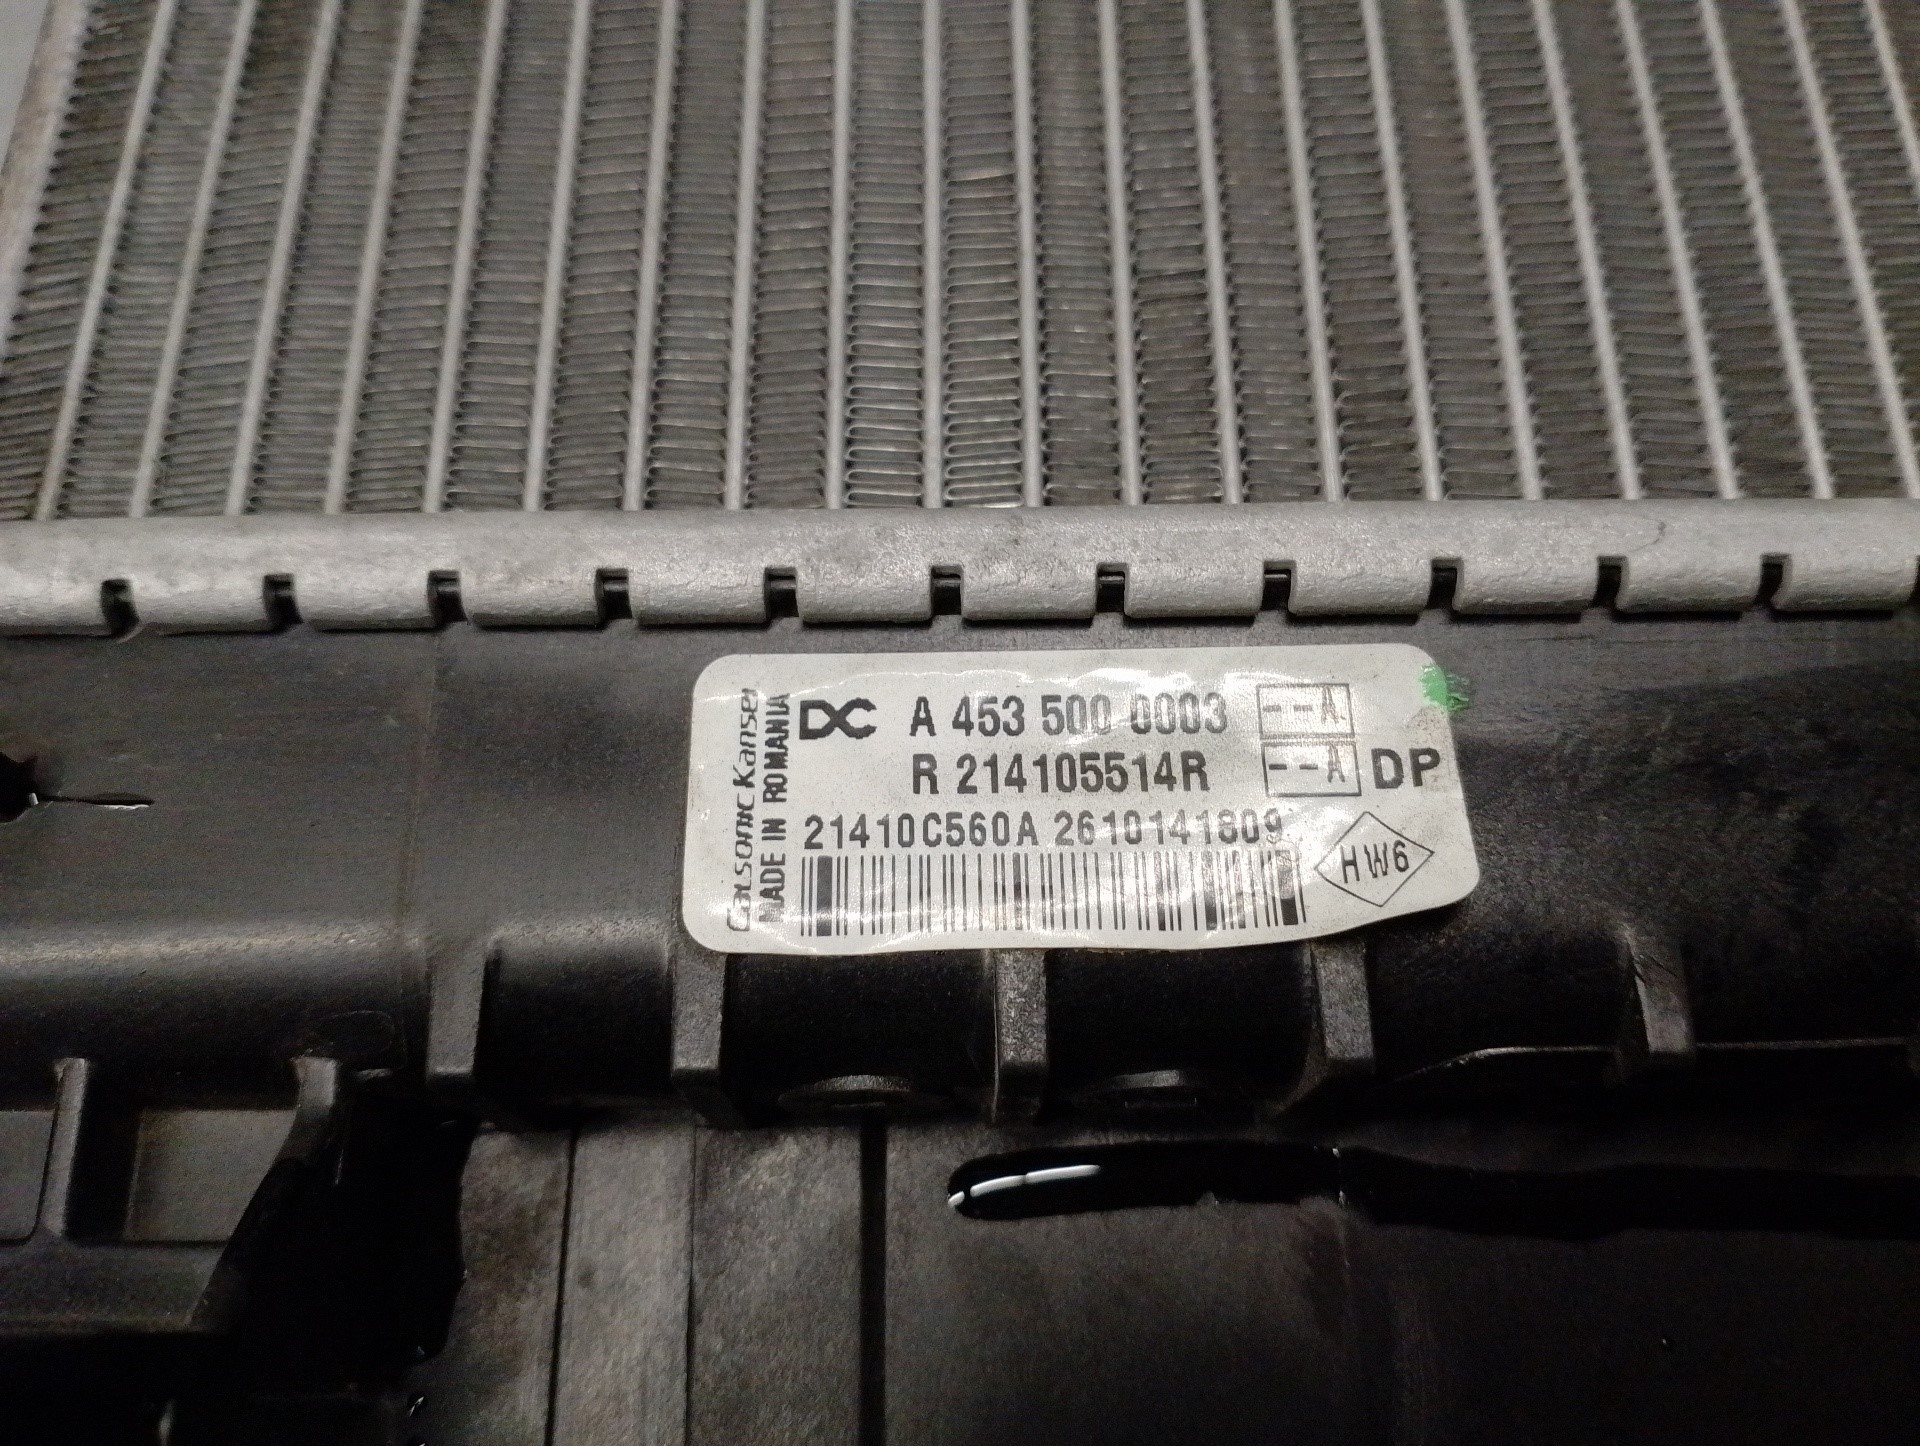 Calsonic Kansei
MADE IN ROMANIA
DC A 453 500 0003 --A
R 214105514R --A DP
21410C560A 2610141809
HW6